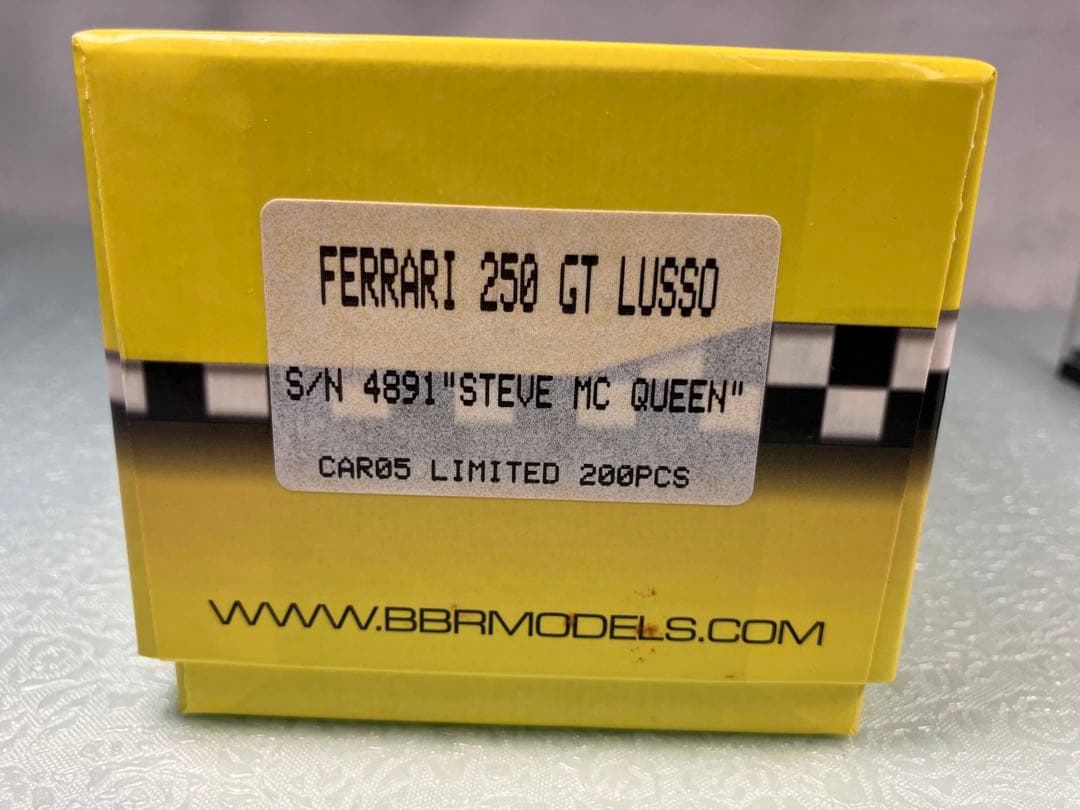 FERRARI 250 GT LUSSO
S/N 4891"STEVE MC QUEEN"
CAR05 LIMITED 200PCS
WWW.BBRMODELS.COM